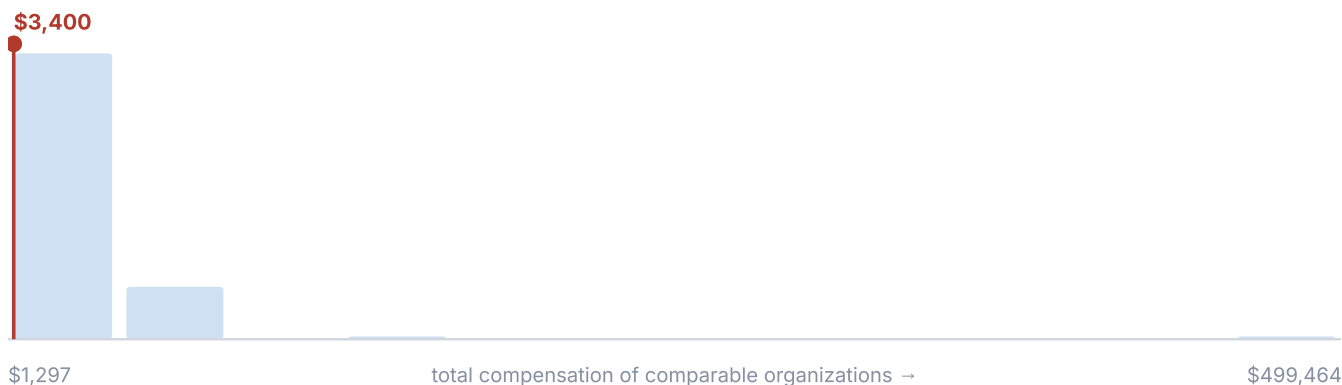 $3,400
$1,297
total compensation of comparable organizations →
$499,464